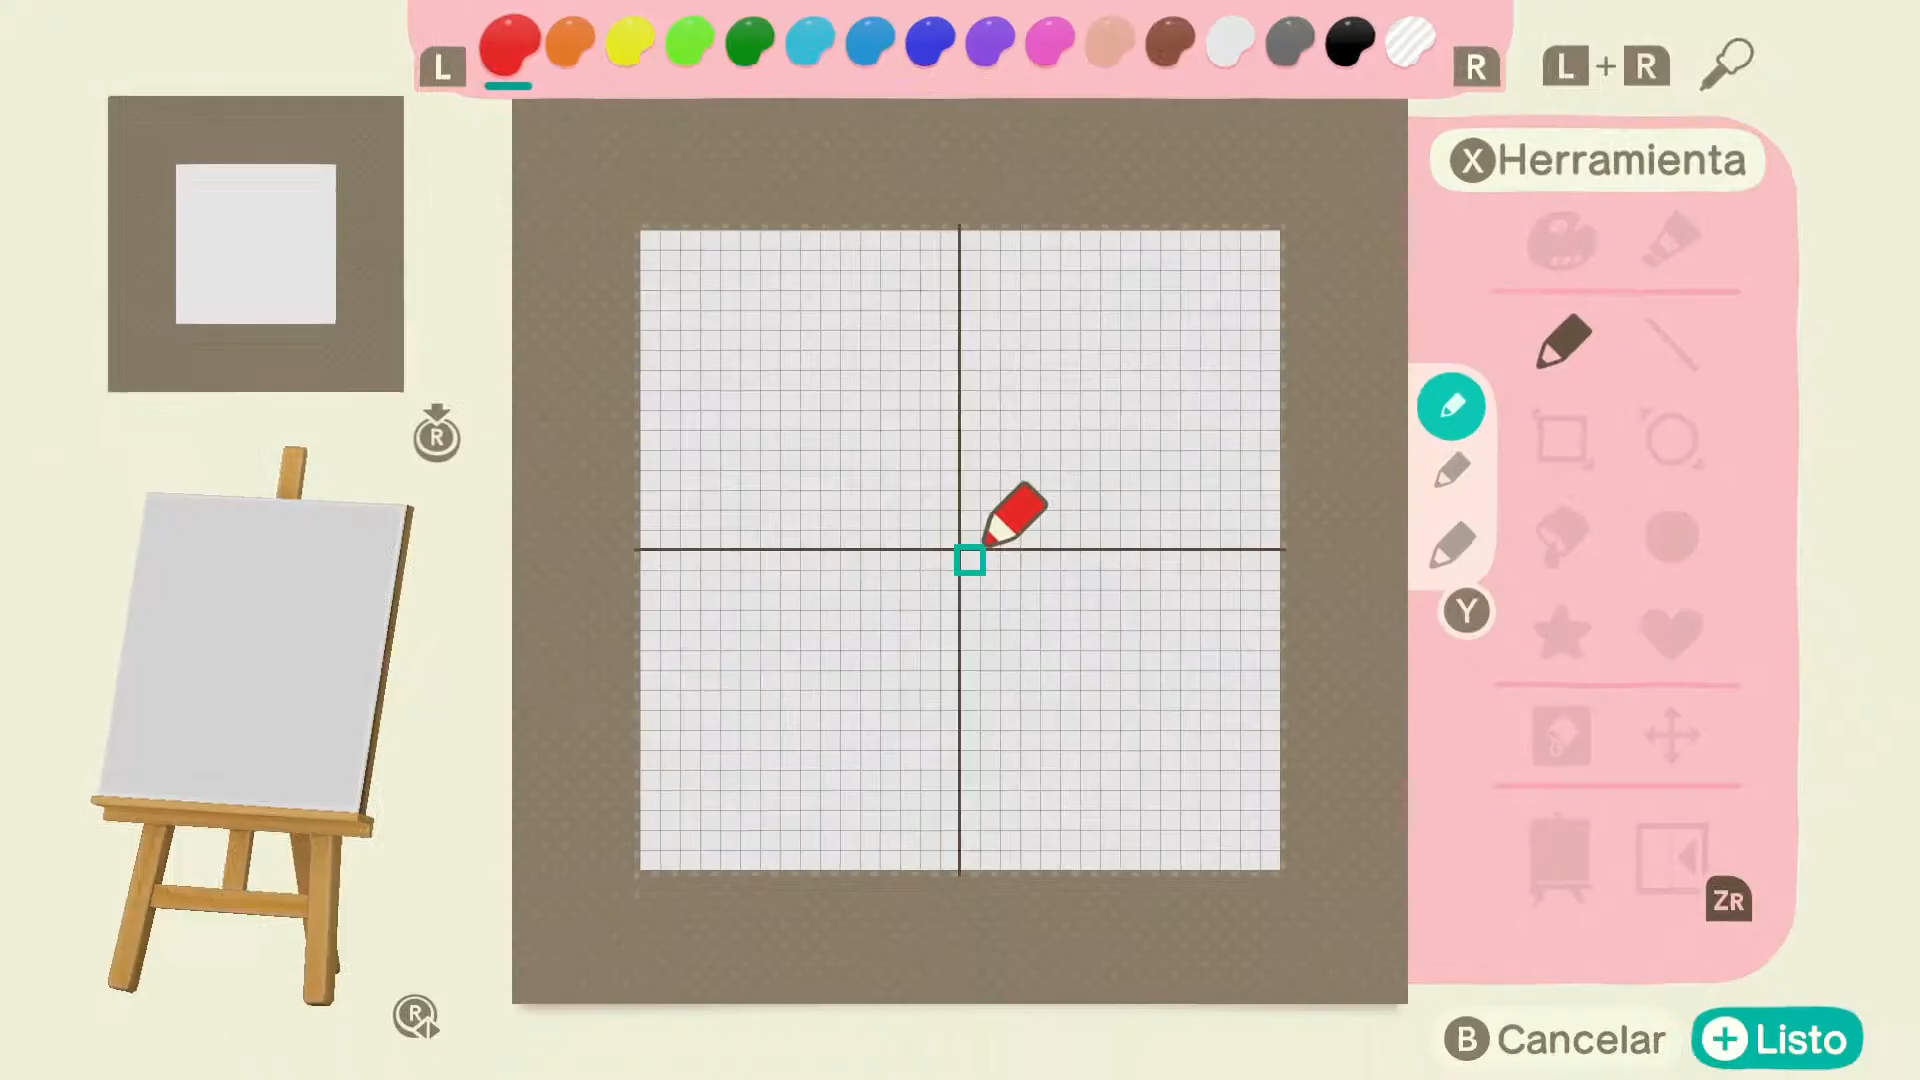 L
R
L + R
X Herramienta
R
Y
ZR
R
B Cancelar
+ Listo